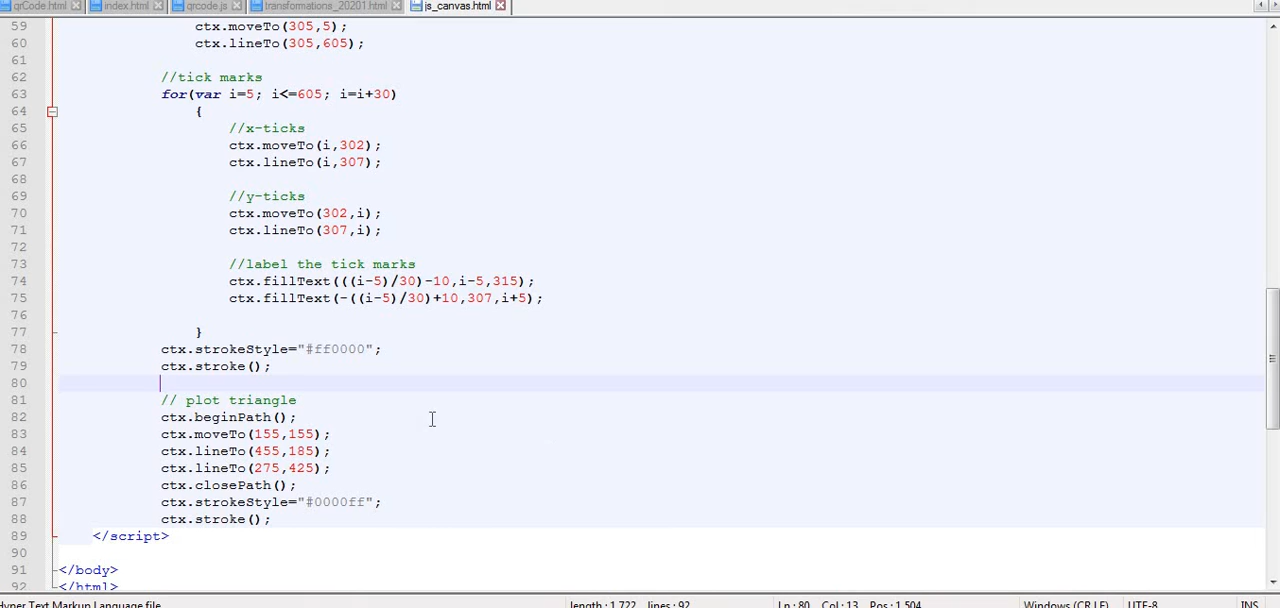 qrCode.html index.html qrcode.js transformations_20201.html js_canvas.html
59 ctx.moveTo(305,5);
60 ctx.lineTo(305,605);
61
62 //tick marks
63 for(var i=5; i<=605; i=i+30)
64 {
65 //x-ticks
66 ctx.moveTo(i,302);
67 ctx.lineTo(i,307);
68
69 //y-ticks
70 ctx.moveTo(302,i);
71 ctx.lineTo(307,i);
72
73 //label the tick marks
74 ctx.fillText(((i-5)/30)-10,i-5,315);
75 ctx.fillText(-((i-5)/30)+10,307,i+5);
76
77 }
78 ctx.strokeStyle="#ff0000";
79 ctx.stroke();
80
81 // plot triangle
82 ctx.beginPath();
83 ctx.moveTo(155,155);
84 ctx.lineTo(455,185);
85 ctx.lineTo(275,425);
86 ctx.closePath();
87 ctx.strokeStyle="#0000ff";
88 ctx.stroke();
89 </script>
90
91 </body>
92 </html>
Hyper Text Markup Language file length : 1,722 lines : 92 Ln : 80 Col : 13 Pos : 1,504 Windows (CR LF) UTF-8 INS